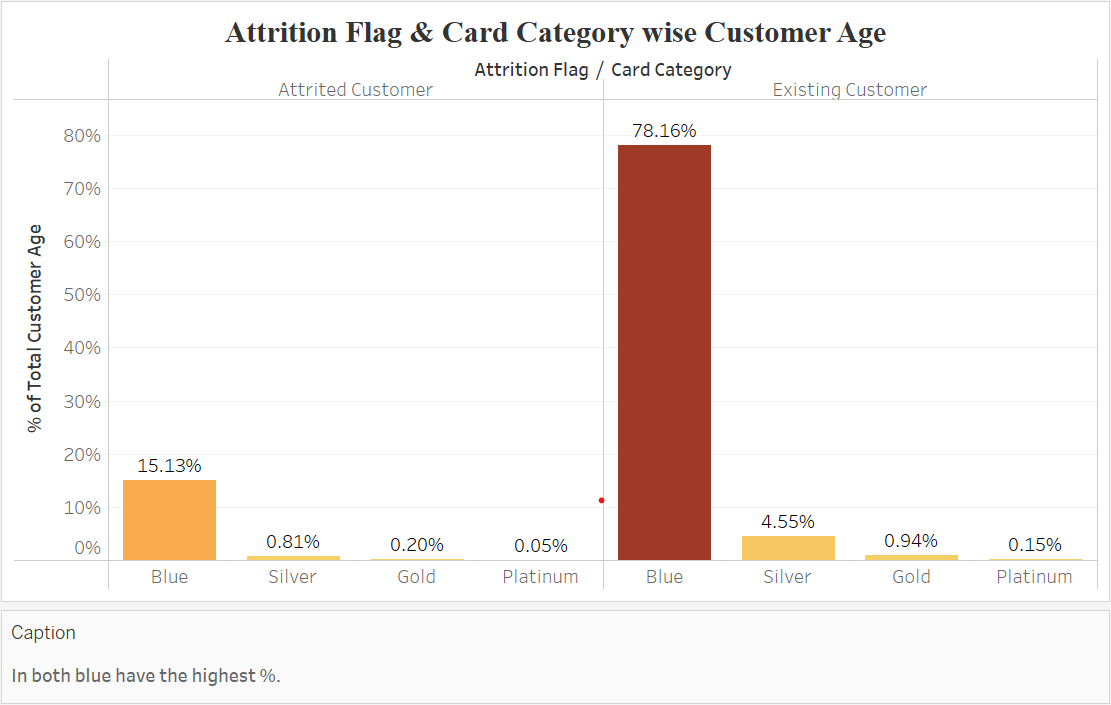 Attrition Flag & Card Category wise Customer Age
Attrition Flag / Card Category
Attrited Customer
Existing Customer
% of Total Customer Age
80%
70%
60%
50%
40%
30%
20%
10%
0%
15.13%
0.81%
0.20%
0.05%
78.16%
4.55%
0.94%
0.15%
Blue
Silver
Gold
Platinum
Blue
Silver
Gold
Platinum
Caption
In both blue have the highest %.